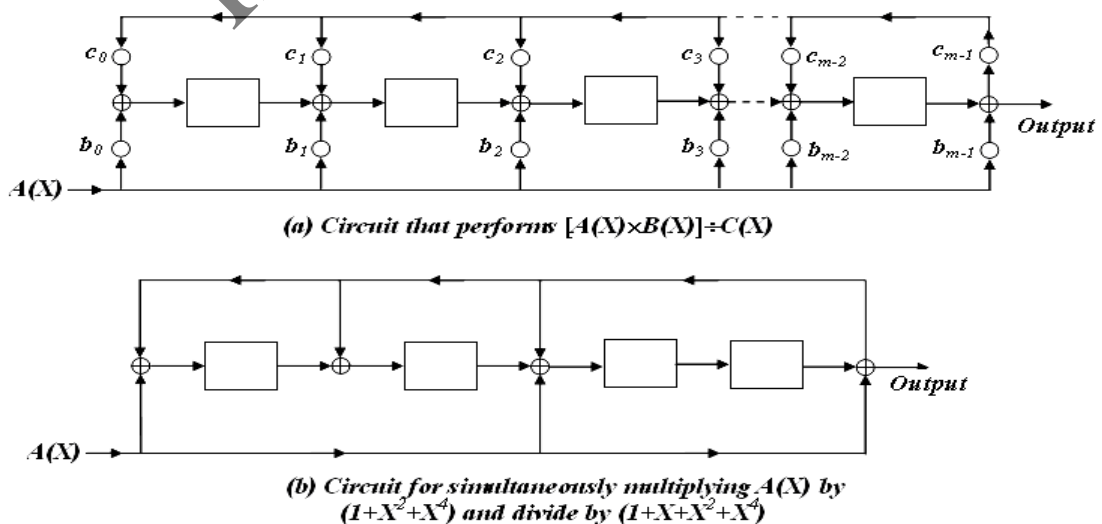 c0 c1 c2 c3 cm-2 cm-1
Output
b0 b1 b2 b3 bm-2 bm-1
A(X)
(a) Circuit that performs [A(X)×B(X)]÷C(X)
Output
A(X)
(b) Circuit for simultaneously multiplying A(X) by
(1+X²+X⁴) and divide by (1+X+X²+X⁴)